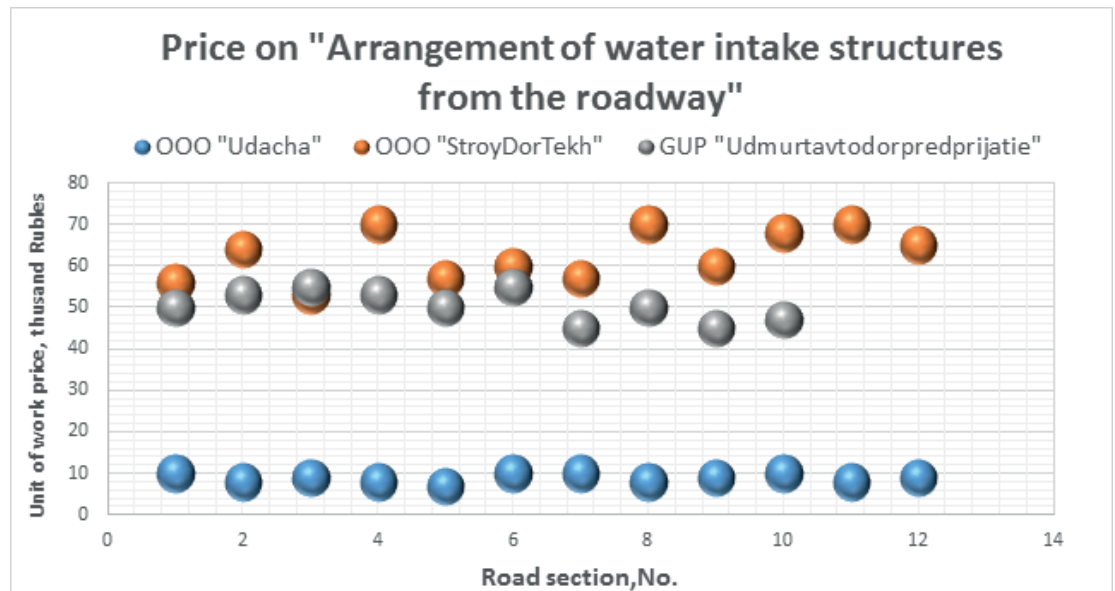 Price on "Arrangement of water intake structures
from the roadway"
OOO "Udacha" OOO "StroyDorTekh" GUP "Udmurtavtodorpredprijatie"
Unit of work price, thusand Rubles
80
70
60
50
40
30
20
10
0
0 2 4 6 8 10 12 14
Road section,No.